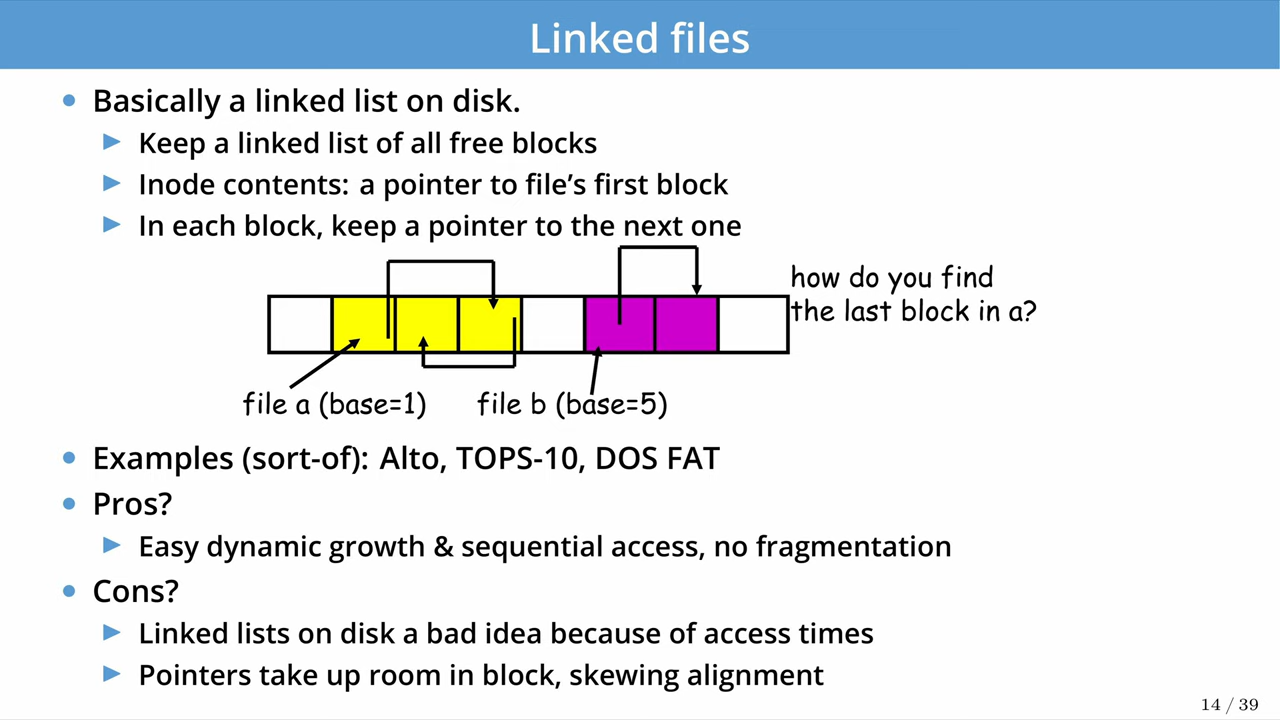 Linked files
• Basically a linked list on disk.
▶ Keep a linked list of all free blocks
▶ Inode contents: a pointer to file's first block
▶ In each block, keep a pointer to the next one
how do you find
the last block in a?
file a (base=1) file b (base=5)
• Examples (sort-of): Alto, TOPS-10, DOS FAT
• Pros?
▶ Easy dynamic growth & sequential access, no fragmentation
• Cons?
▶ Linked lists on disk a bad idea because of access times
▶ Pointers take up room in block, skewing alignment
14 / 39